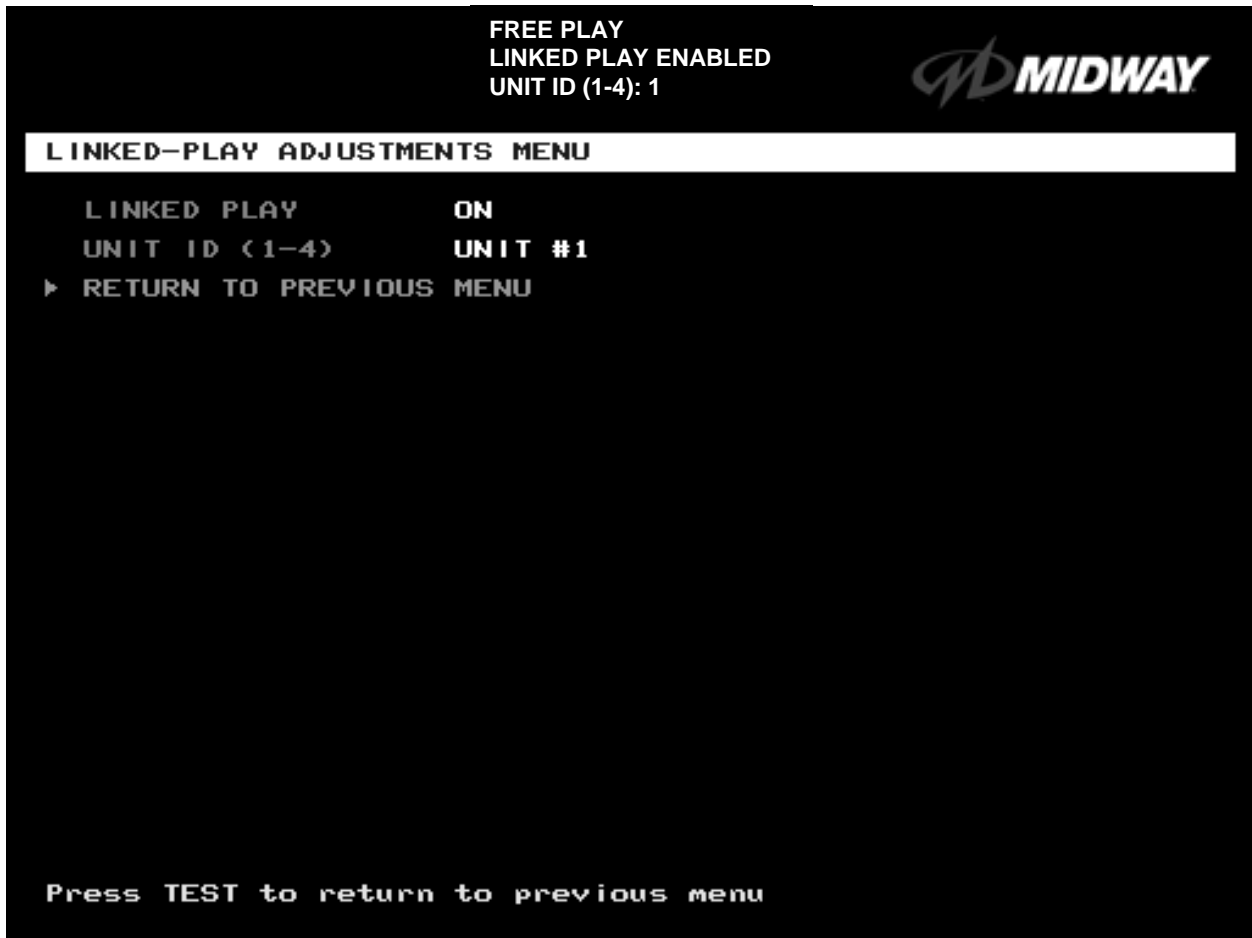 FREE PLAY
LINKED PLAY ENABLED
UNIT ID (1-4): 1
MIDWAY
LINKED-PLAY ADJUSTMENTS MENU
LINKED PLAY ON
UNIT ID (1-4) UNIT #1
RETURN TO PREVIOUS MENU
Press TEST to return to previous menu